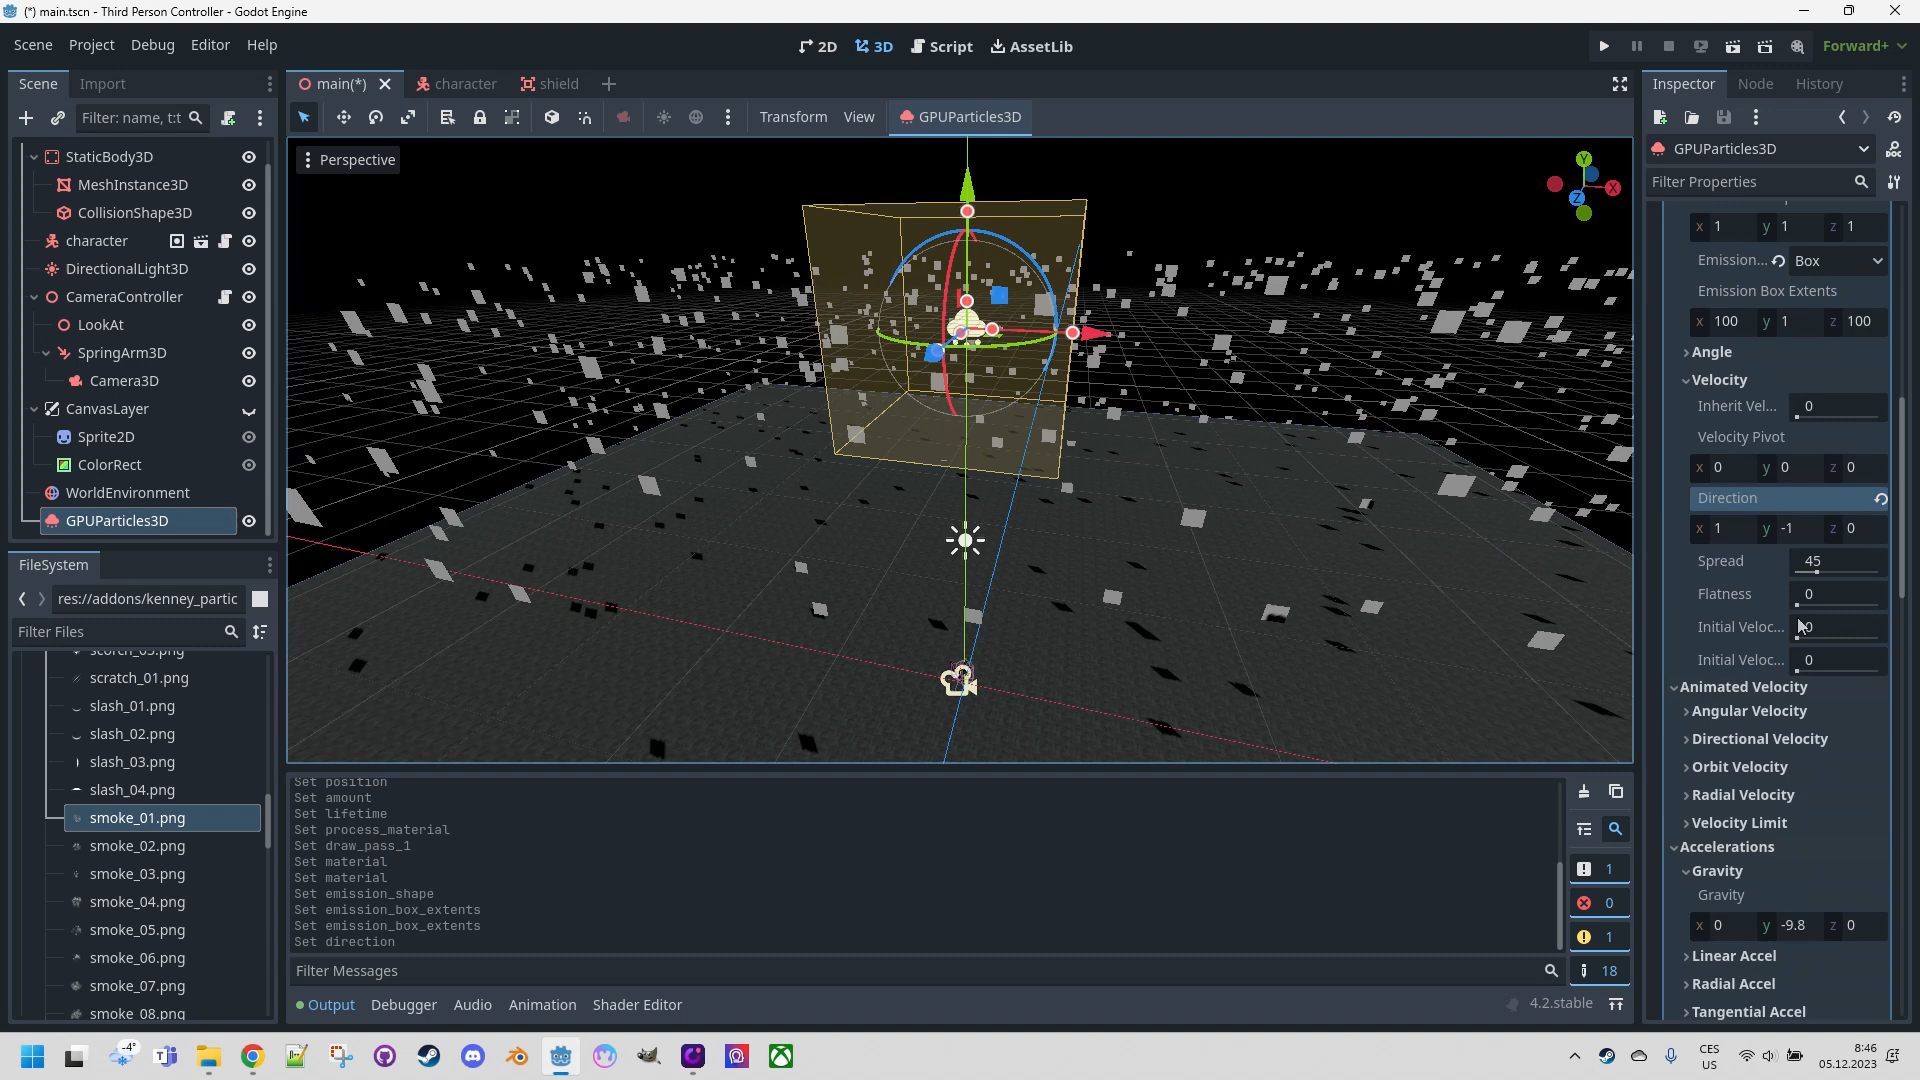 (*) main.tscn - Third Person Controller - Godot Engine
Scene Project Debug Editor Help
2D 3D Script AssetLib
Forward+
Scene Import
main(*) character shield
Inspector Node History
Filter: name, t:t
Transform View GPUParticles3D
Perspective
StaticBody3D
MeshInstance3D
CollisionShape3D
character
DirectionalLight3D
CameraController
LookAt
SpringArm3D
Camera3D
CanvasLayer
Sprite2D
ColorRect
WorldEnvironment
GPUParticles3D
FileSystem
res://addons/kenney_partic
Filter Files
scorch_03.png
scratch_01.png
slash_01.png
slash_02.png
slash_03.png
slash_04.png
smoke_01.png
smoke_02.png
smoke_03.png
smoke_04.png
smoke_05.png
smoke_06.png
smoke_07.png
smoke_08.png
Y
X
Z
Set position
Set amount
Set lifetime
Set process_material
Set draw_pass_1
Set material
Set material
Set emission_shape
Set emission_box_extents
Set emission_box_extents
Set direction
1
0
1
18
Filter Messages
Output Debugger Audio Animation Shader Editor
4.2.stable
GPUParticles3D
DOC
Filter Properties
x 1 y 1 z 1
Emission... Box
Emission Box Extents
x 100 y 1 z 100
Angle
Velocity
Inherit Vel... 0
Velocity Pivot
x 0 y 0 z 0
Direction
x 1 y -1 z 0
Spread 45
Flatness 0
Initial Veloc... 0
Initial Veloc... 0
Animated Velocity
Angular Velocity
Directional Velocity
Orbit Velocity
Radial Velocity
Velocity Limit
Accelerations
Gravity
Gravity
x 0 y -9.8 z 0
Linear Accel
Radial Accel
Tangential Accel
-4°
CES
US
8:46
05.12.2023